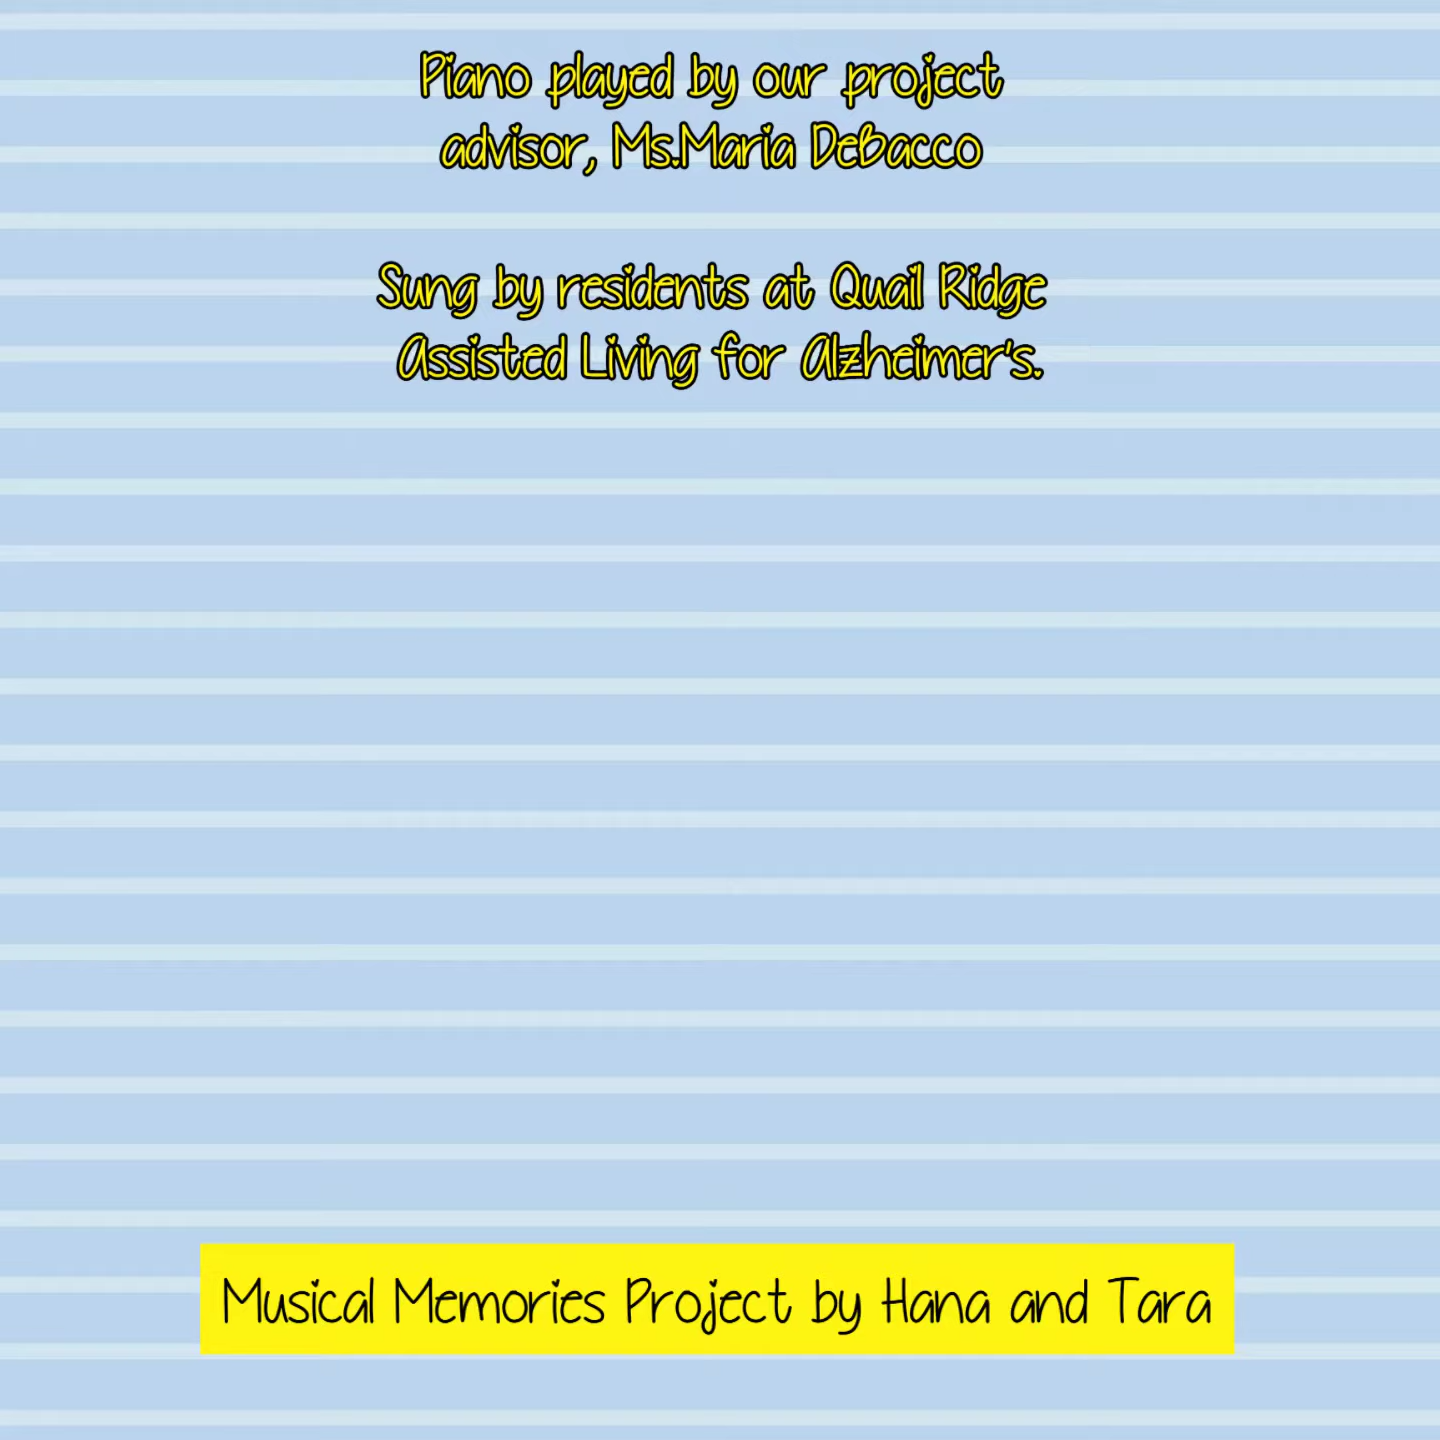 Piano played by our project
advisor, Ms.Maria DeBacco
Sung by residents at Quail Ridge
Assisted Living for Alzheimer's.
Musical Memories Project by Hana and Tara